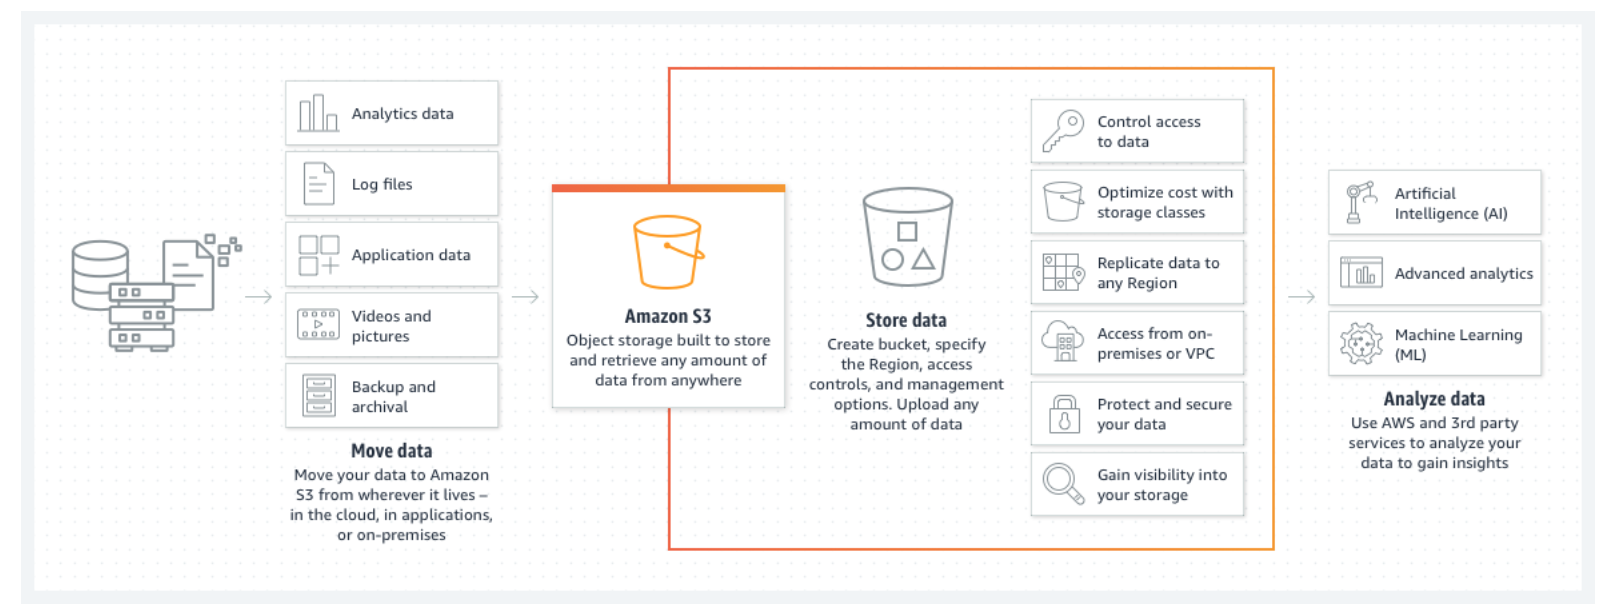 Analytics data
Log files
Application data
Videos and
pictures
Backup and
archival
Move data
Move your data to Amazon
S3 from wherever it lives –
in the cloud, in applications,
or on-premises
Amazon S3
Object storage built to store
and retrieve any amount of
data from anywhere
Store data
Create bucket, specify
the Region, access
controls, and management
options. Upload any
amount of data
Control access
to data
Optimize cost with
storage classes
Replicate data to
any Region
Access from on-
premises or VPC
Protect and secure
your data
Gain visibility into
your storage
Artificial
Intelligence (AI)
Advanced analytics
Machine Learning
(ML)
Analyze data
Use AWS and 3rd party
services to analyze your
data to gain insights